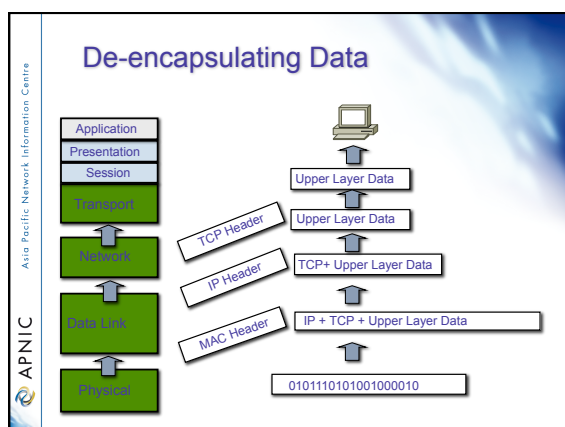 De-encapsulating Data
Asia Pacific Network Information Centre
APNIC
Application
Presentation
Session
Transport
Network
Data Link
Physical
Upper Layer Data
TCP Header
Upper Layer Data
IP Header
TCP+ Upper Layer Data
MAC Header
IP + TCP + Upper Layer Data
0101110101001000010